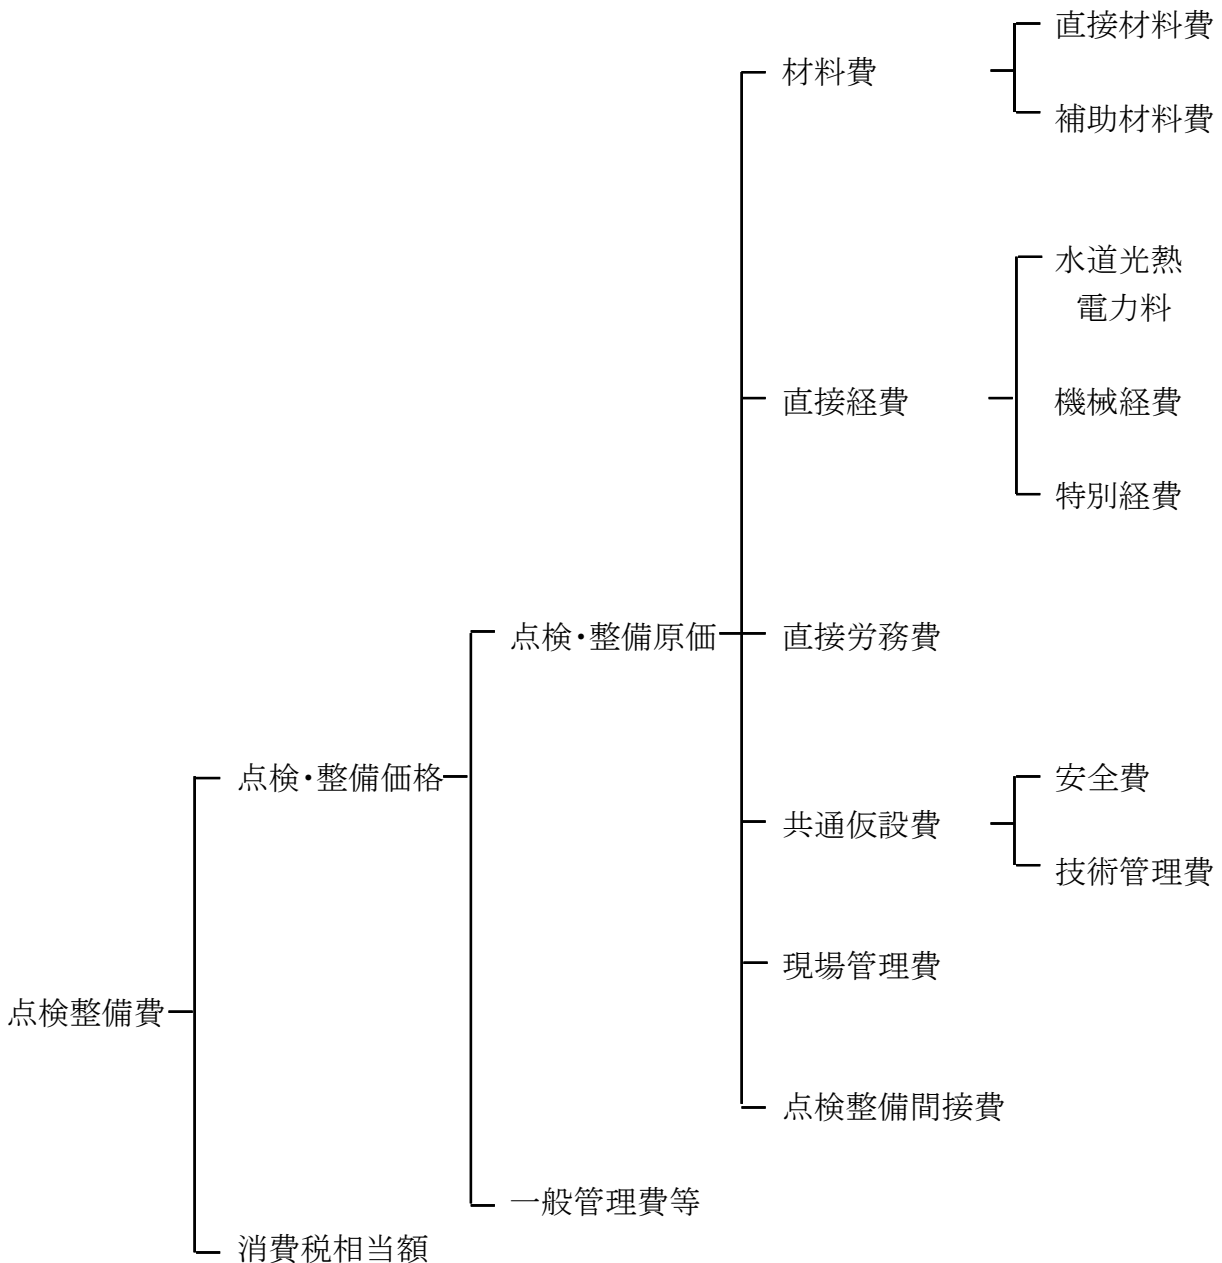 直接材料費
材料費
補助材料費
水道光熱
電力料
直接経費
機械経費
特別経費
点検・整備原価
直接労務費
点検・整備価格
安全費
共通仮設費
技術管理費
現場管理費
点検整備費
点検整備間接費
一般管理費等
消費税相当額